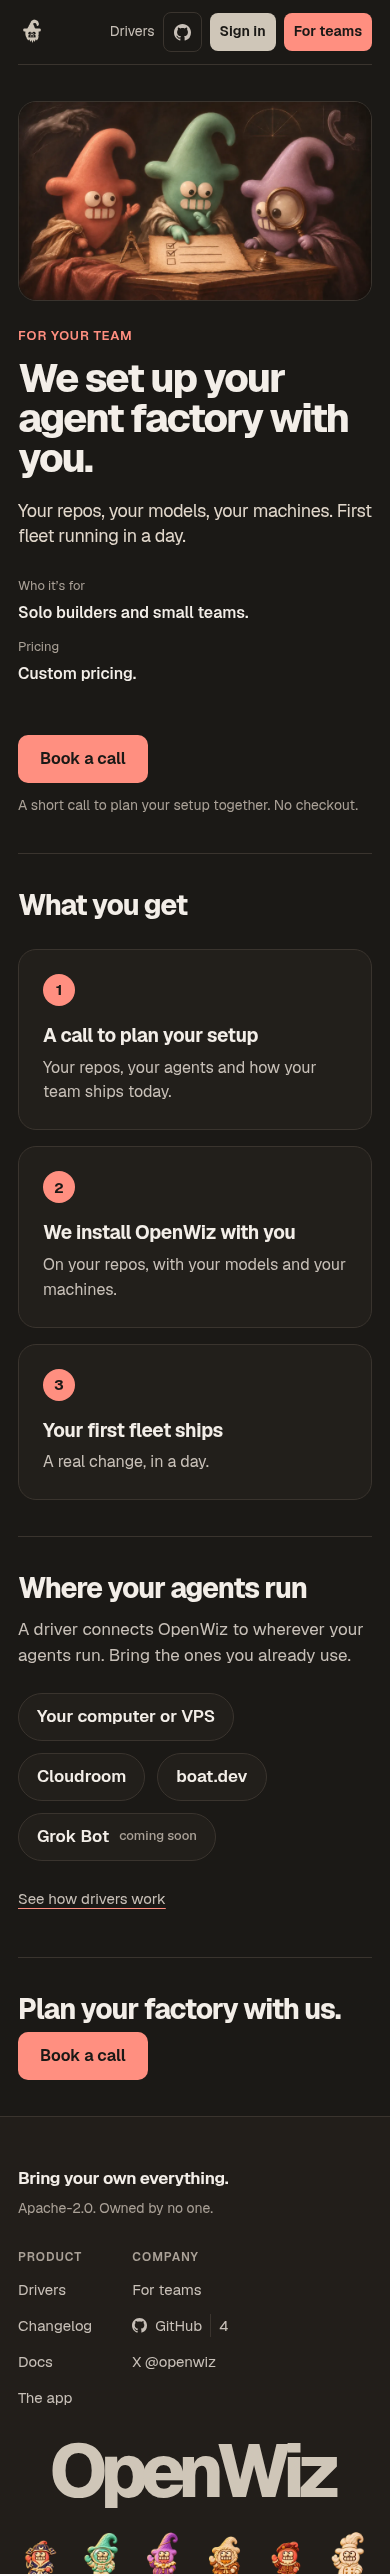 Drivers
Sign in
For teams
FOR YOUR TEAM
We set up your
agent factory with
you.
Your repos, your models, your machines. First
fleet running in a day.
Who it's for
Solo builders and small teams.
Pricing
Custom pricing.
Book a call
A short call to plan your setup together. No checkout.
What you get
1
A call to plan your setup
Your repos, your agents and how your
team ships today.
2
We install OpenWiz with you
On your repos, with your models and your
machines.
3
Your first fleet ships
A real change, in a day.
Where your agents run
A driver connects OpenWiz to wherever your
agents run. Bring the ones you already use.
Your computer or VPS
Cloudroom
boat.dev
Grok Bot coming soon
See how drivers work
Plan your factory with us.
Book a call
Bring your own everything.
Apache-2.0. Owned by no one.
PRODUCT
Drivers
Changelog
Docs
The app
COMPANY
For teams
GitHub 4
X @openwiz
OpenWiz